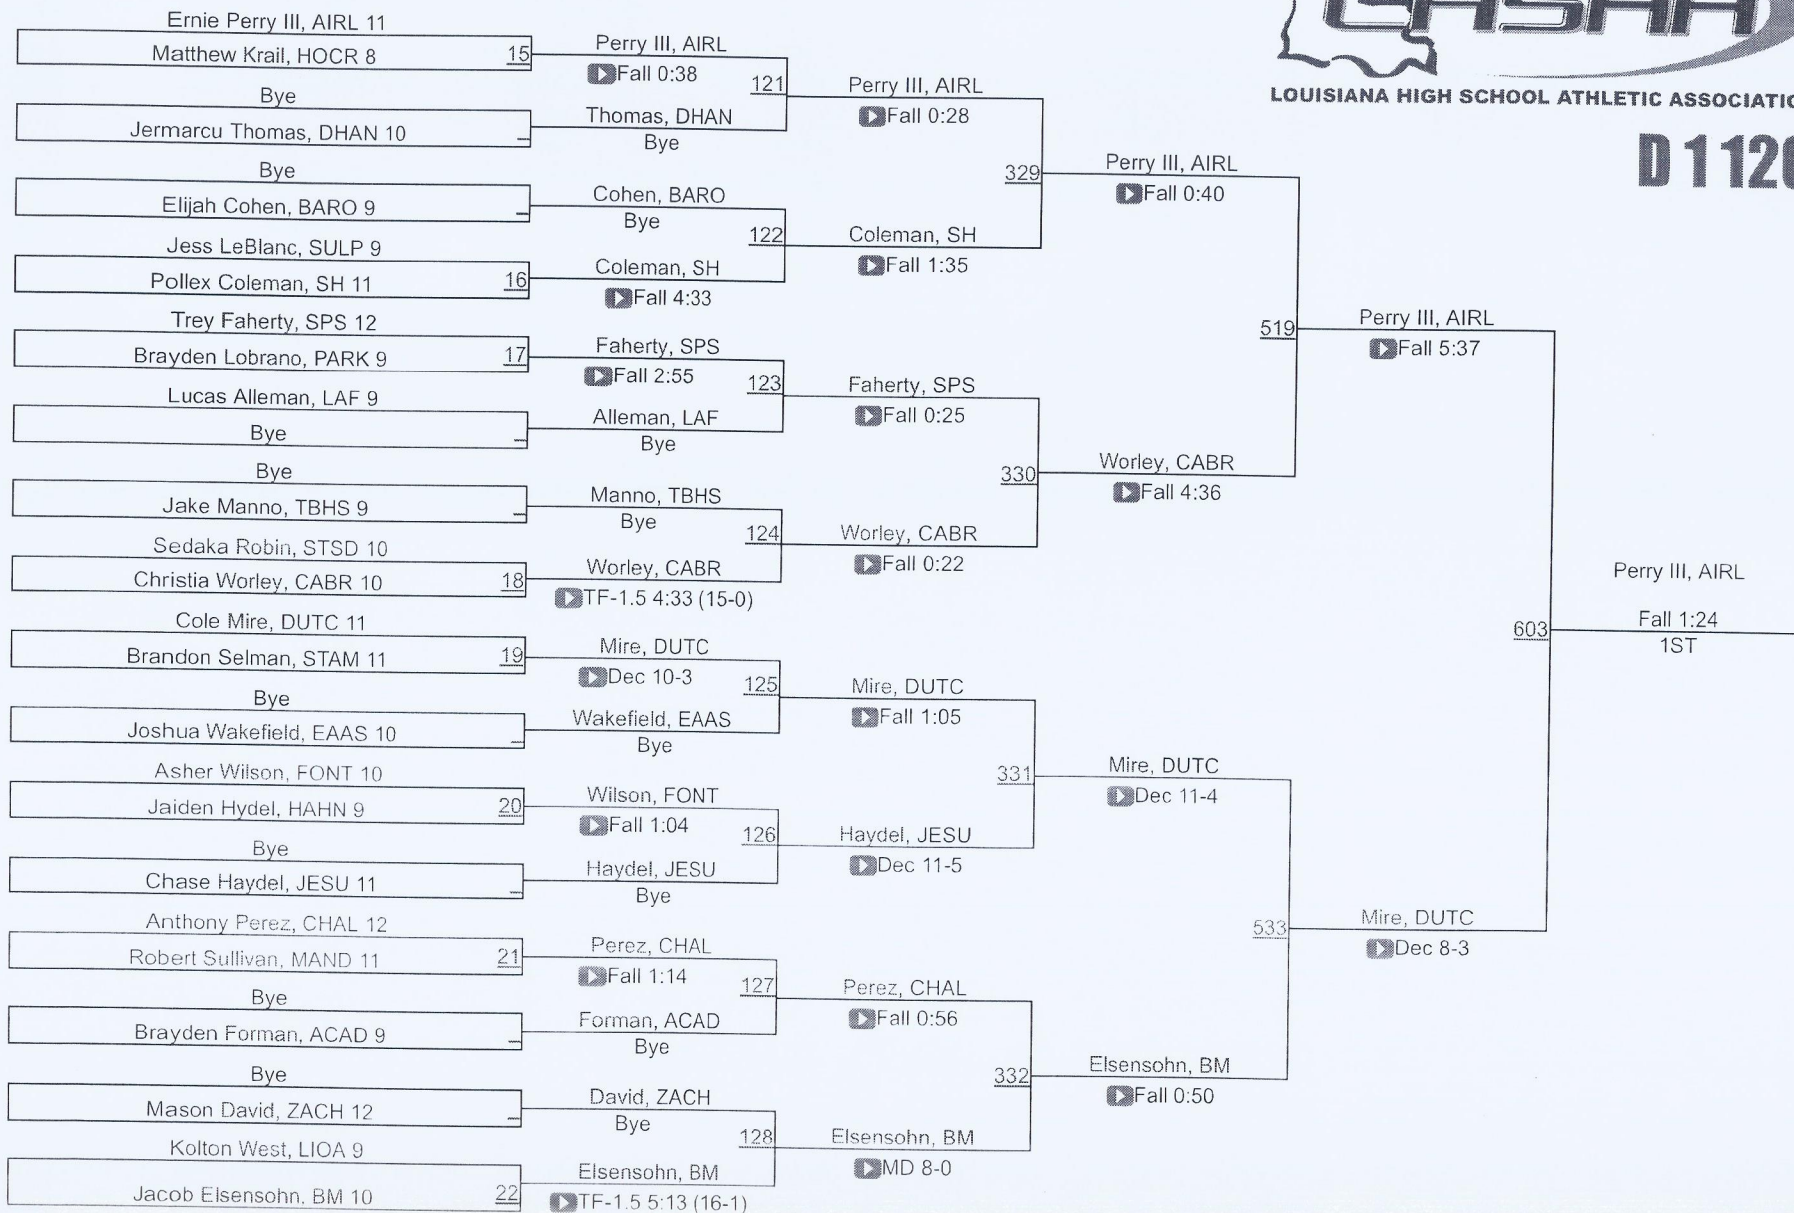 LHSAA
LOUISIANA HIGH SCHOOL ATHLETIC
D 1
Ernie Perry III, AIRL 11
Matthew Krail, HOCR 8
15
Bye
Jermarcu Thomas, DHAN 10
Bye
Elijah Cohen, BARO 9
Jess LeBlanc, SULP 9
Pollex Coleman, SH 11
16
Trey Faherty, SPS 12
Brayden Lobrano, PARK 9
17
Lucas Alleman, LAF 9
Bye
Bye
Jake Manno, TBHS 9
Sedaka Robin, STSD 10
Christia Worley, CABR 10
18
Cole Mire, DUTC 11
Brandon Selman, STAM 11
19
Bye
Joshua Wakefield, EAAS 10
Asher Wilson, FONT 10
Jaiden Hydel, HAHN 9
20
Bye
Chase Haydel, JESU 11
Anthony Perez, CHAL 12
Robert Sullivan, MAND 11
21
Bye
Brayden Forman, ACAD 9
Bye
Mason David, ZACH 12
Kolton West, LIOA 9
Jacob Elsensohn, BM 10
22
Perry III, AIRL
Fall 0:38
121
Thomas, DHAN
Bye
Cohen, BARO
Bye
122
Coleman, SH
Fall 4:33
Faherty, SPS
Fall 2:55
123
Alleman, LAF
Bye
Manno, TBHS
Bye
124
Worley, CABR
TF-1.5 4:33 (15-0)
Mire, DUTC
Dec 10-3
125
Wakefield, EAAS
Bye
Wilson, FONT
Fall 1:04
126
Haydel, JESU
Bye
Perez, CHAL
Fall 1:14
127
Forman, ACAD
Bye
David, ZACH
Bye
128
Elsensohn, BM
TF-1.5 5:13 (16-1)
Perry III, AIRL
Fall 0:28
329
Coleman, SH
Fall 1:35
Faherty, SPS
Fall 0:25
330
Worley, CABR
Fall 0:22
Mire, DUTC
Fall 1:05
331
Haydel, JESU
Dec 11-5
Perez, CHAL
Fall 0:56
332
Elsensohn, BM
MD 8-0
Perry III, AIRL
Fall 0:40
519
Worley, CABR
Fall 4:36
Mire, DUTC
Dec 11-4
533
Elsensohn, BM
Fall 0:50
Perry III, AIRL
Fall 5:37
603
Mire, DUTC
Dec 8-3
Perry III, AIRL
Fall 1:24
1ST